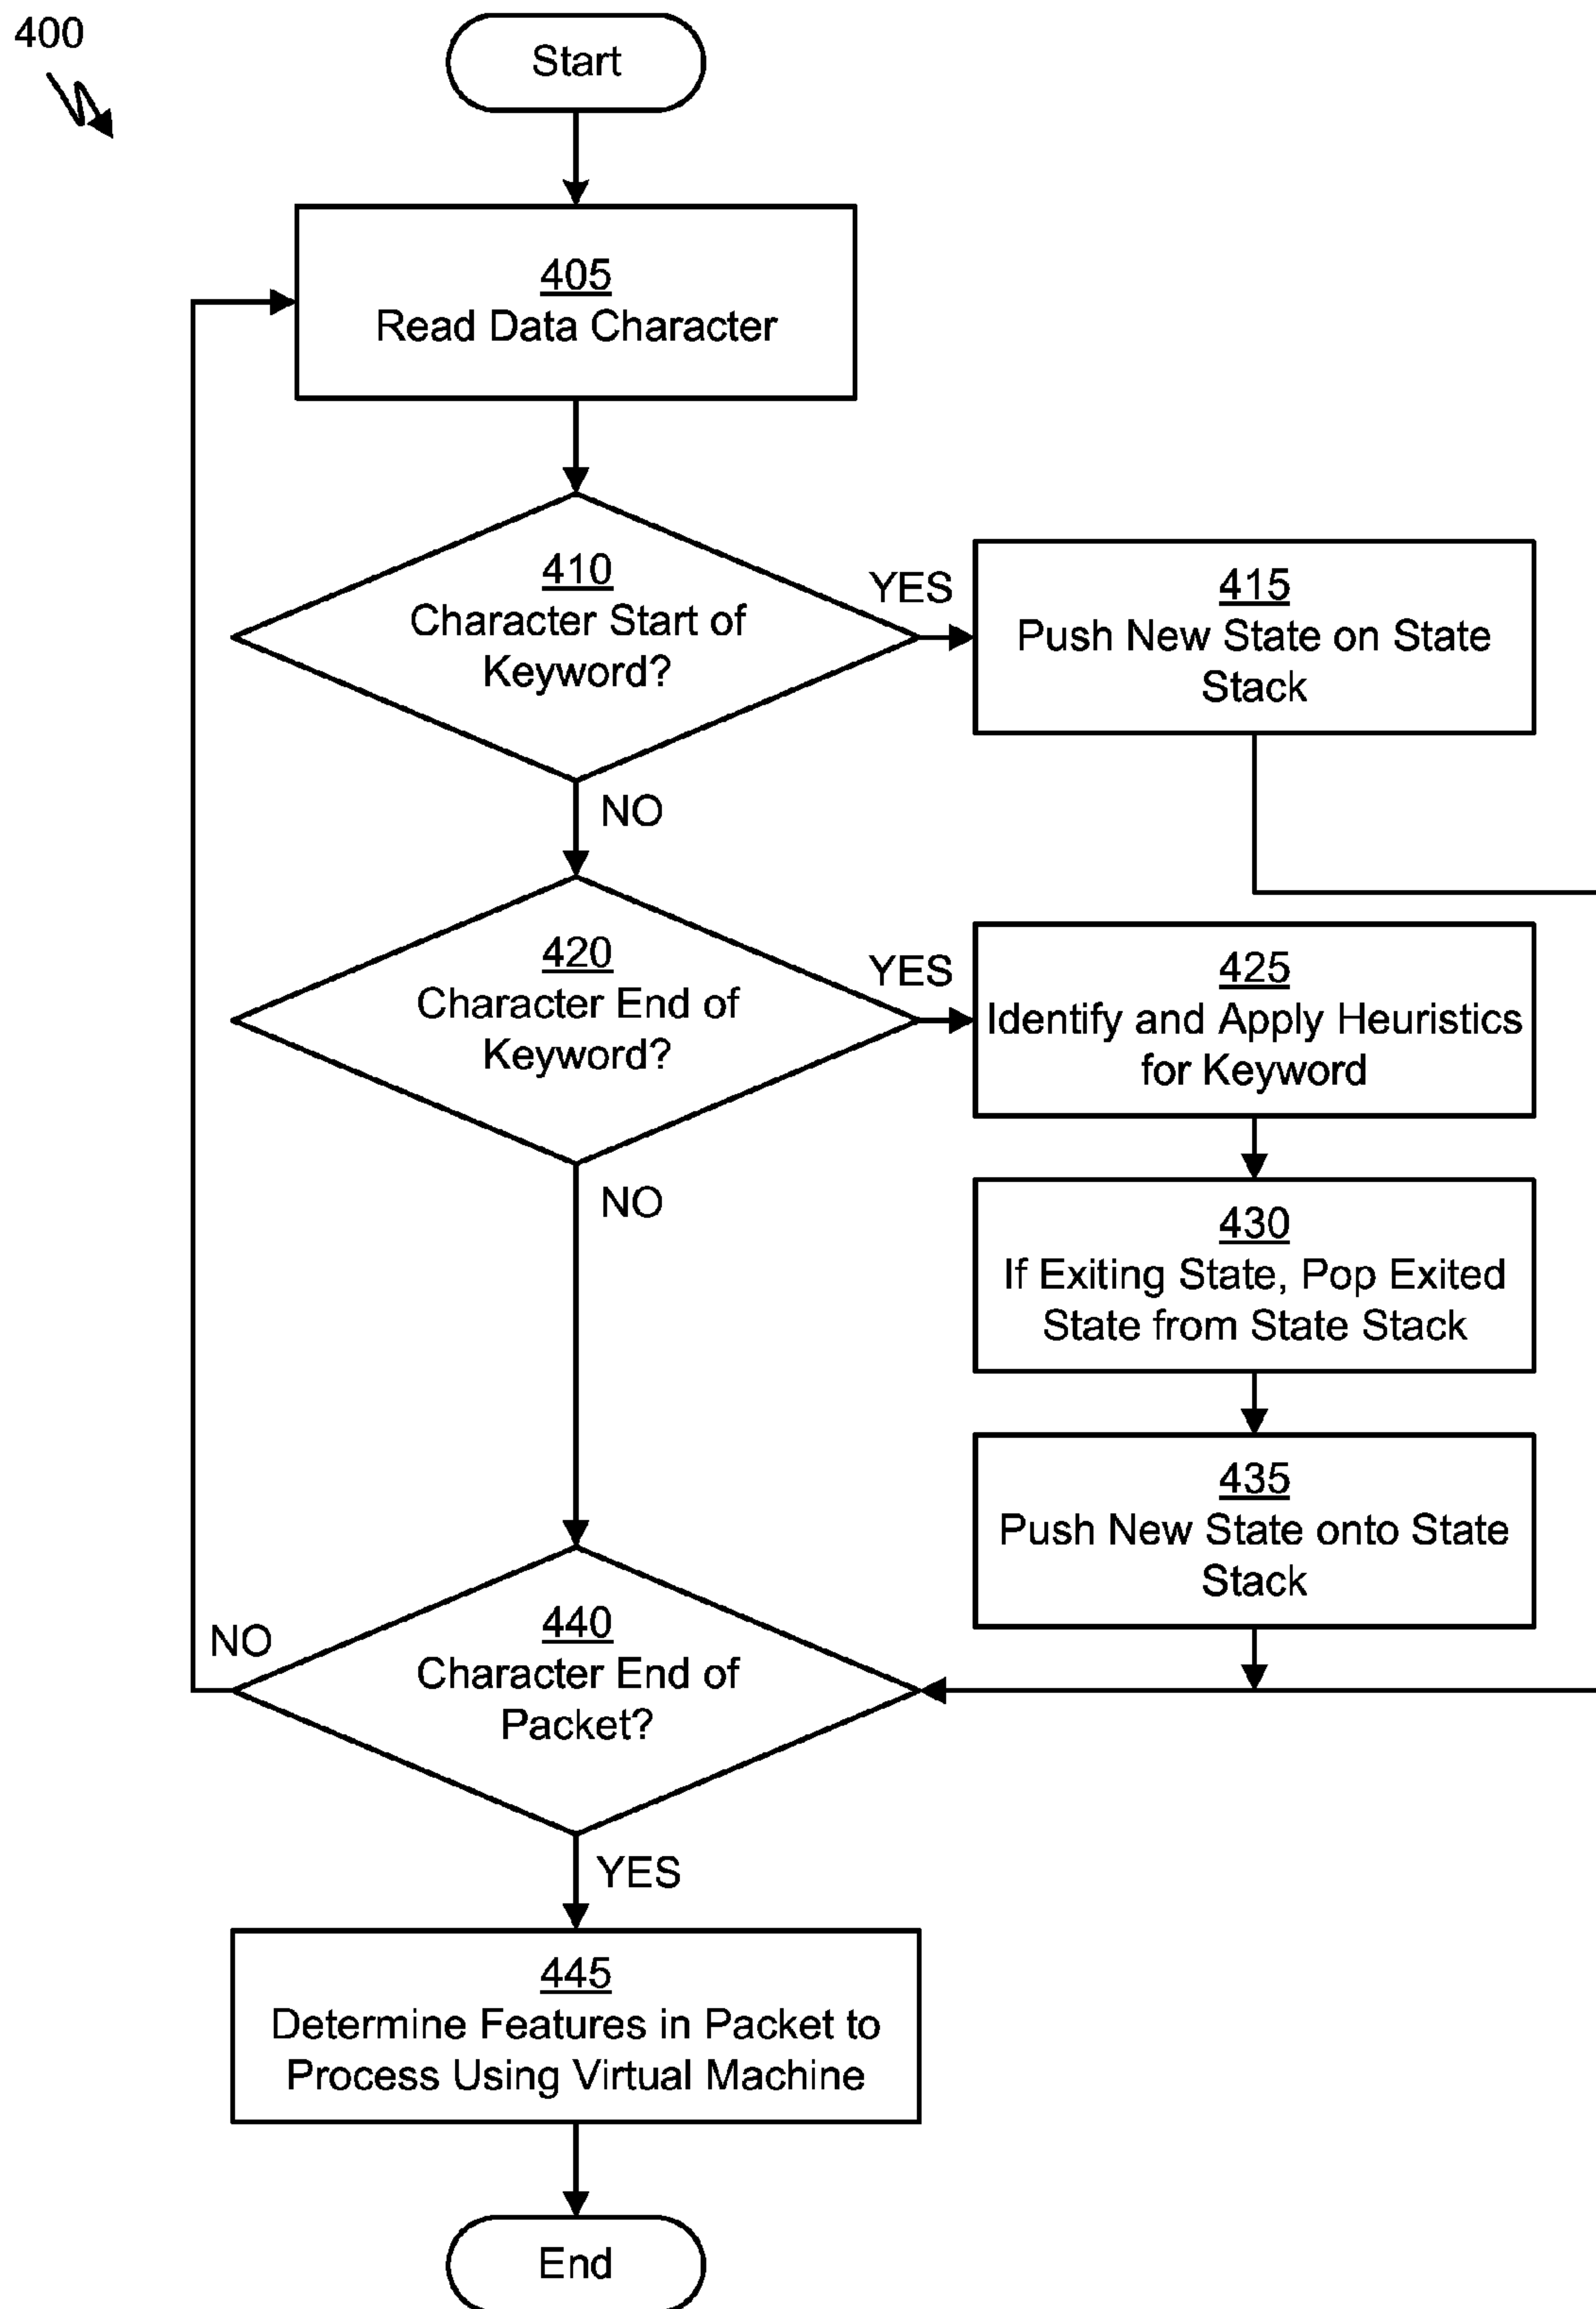 400
Start
405
Read Data Character
410
Character Start of
Keyword?
YES
415
Push New State on State
Stack
NO
420
Character End of
Keyword?
YES
425
Identify and Apply Heuristics
for Keyword
NO
430
If Exiting State, Pop Exited
State from State Stack
435
Push New State onto State
Stack
NO
440
Character End of
Packet?
YES
445
Determine Features in Packet to
Process Using Virtual Machine
End